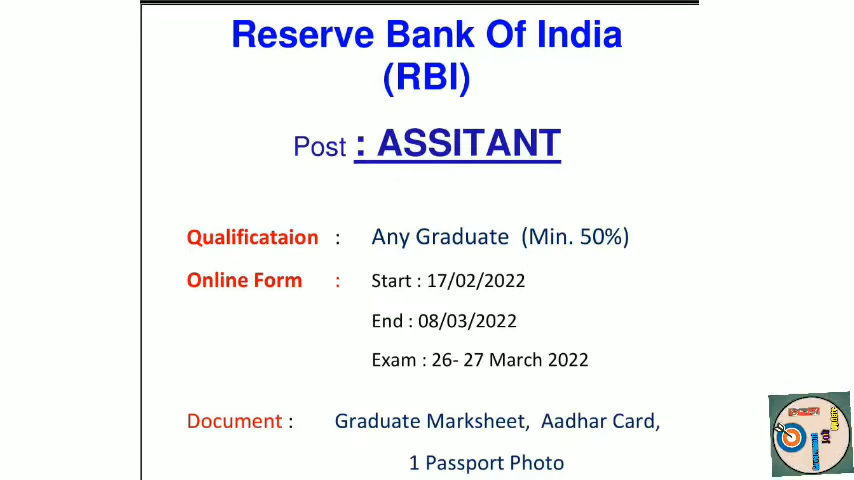 Reserve Bank Of India
(RBI)
Post : ASSITANT
Qualificataion : Any Graduate (Min. 50%)
Online Form : Start : 17/02/2022
End : 08/03/2022
Exam : 26- 27 March 2022
Document : Graduate Marksheet, Aadhar Card,
1 Passport Photo